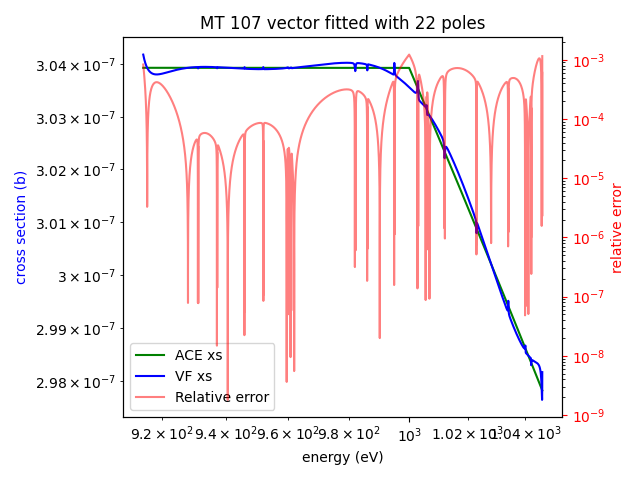 MT 107 vector fitted with 22 poles
3.04 × 10⁻⁷
3.03 × 10⁻⁷
3.02 × 10⁻⁷
3.01 × 10⁻⁷
3 × 10⁻⁷
2.99 × 10⁻⁷
2.98 × 10⁻⁷
cross section (b)
10⁻³
10⁻⁴
10⁻⁵
10⁻⁶
10⁻⁷
10⁻⁸
10⁻⁹
relative error
ACE xs
VF xs
Relative error
9.2 × 10² 9.4 × 10² 9.6 × 10² 9.8 × 10² 10³ 1.02 × 10³ 1.04 × 10³
energy (eV)